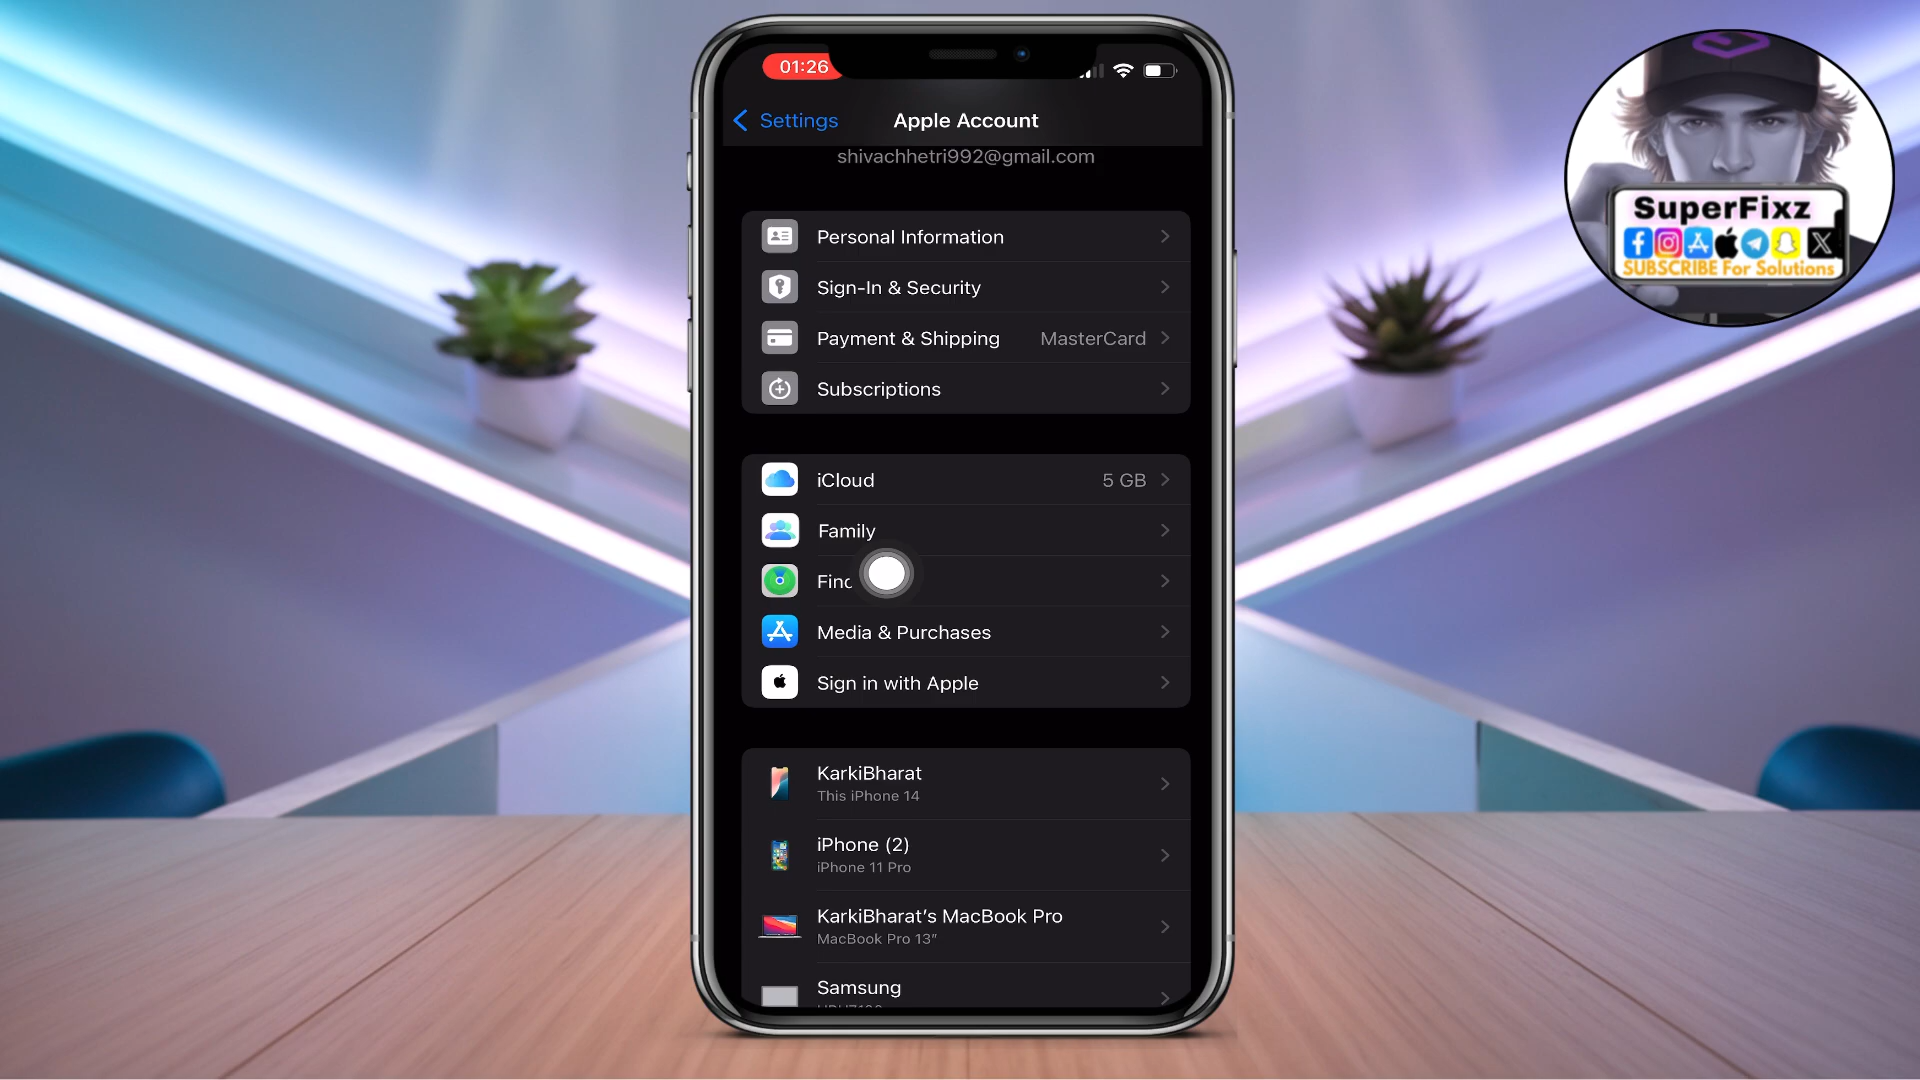 01:26
Settings
Apple Account
shivachhetri992@gmail.com
Personal Information
Sign-In & Security
Payment & Shipping MasterCard
Subscriptions
iCloud 5 GB
Family
Media & Purchases
Sign in with Apple
KarkiBharat
This iPhone 14
iPhone (2)
iPhone 11 Pro
KarkiBharat's MacBook Pro
MacBook Pro 13"
Samsung
SuperFixz
SUBSCRIBE For Solutions